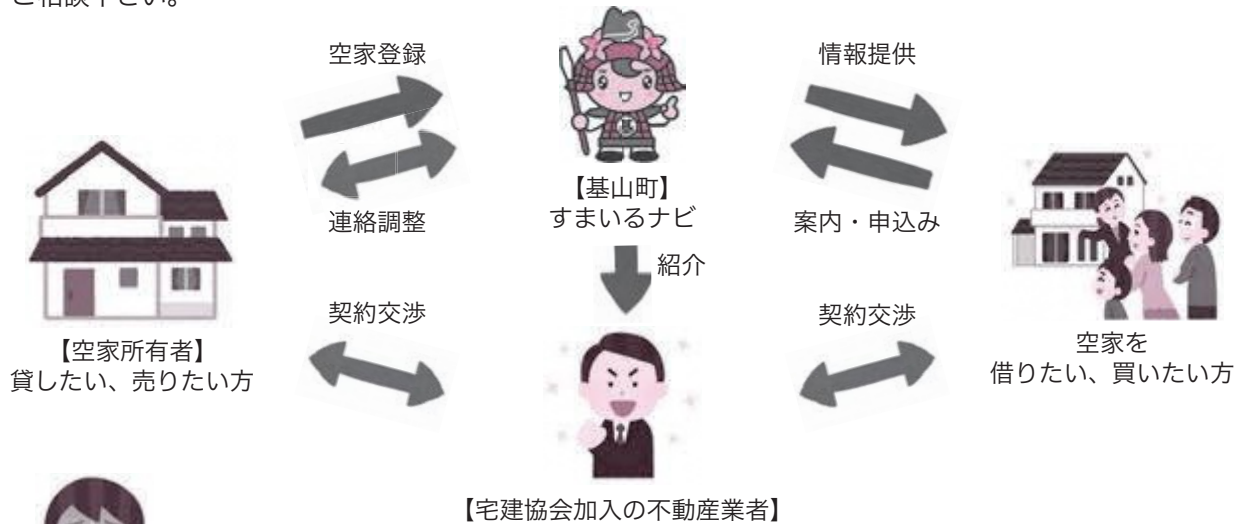 ご相談下さい。
空家登録
情報提供
連絡調整
【基山町】
すまいるナビ
案内・申込み
紹介
契約交渉
契約交渉
【空家所有者】
貸したい、売りたい方
空家を
借りたい、買いたい方
【宅建協会加入の不動産業者】